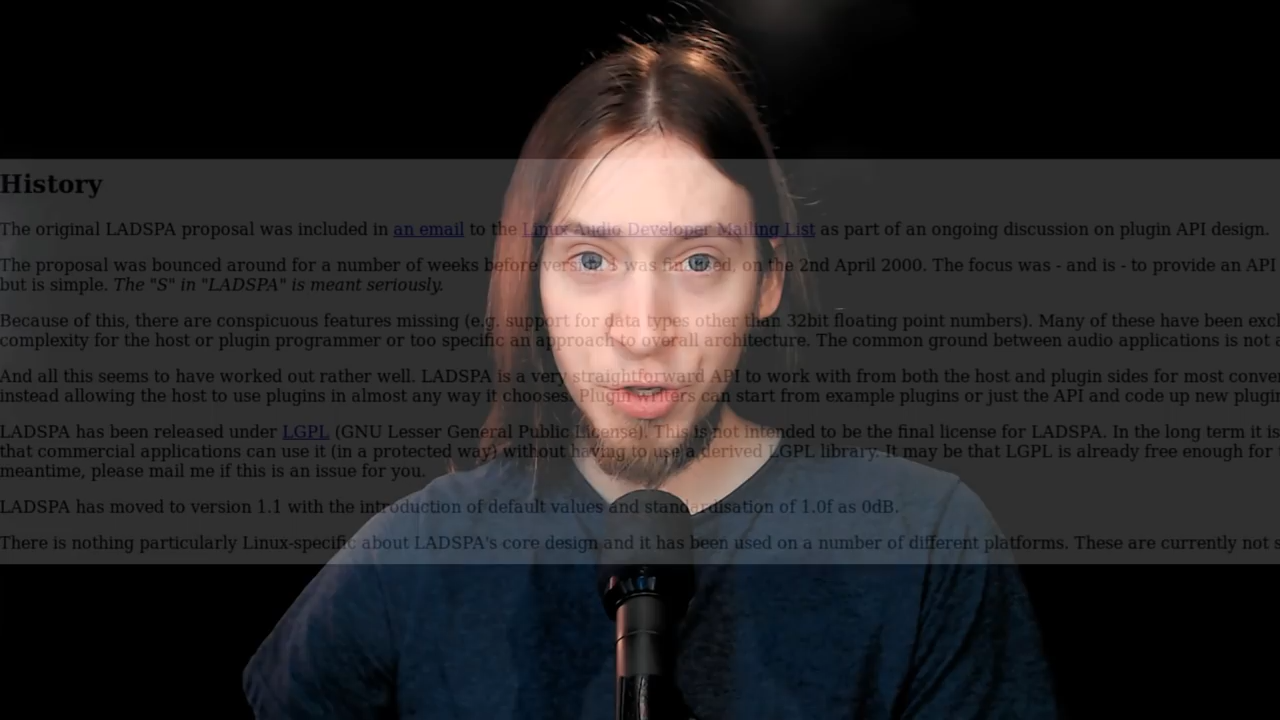 History
The original LADSPA proposal was included in an email to the Linux Audio Developer Mailing List as part of an ongoing discussion on plugin API design.
The proposal was bounced around for a number of weeks before version was finalised, on the 2nd April 2000. The focus was - and is - to provide an API
but is simple. The "S" in "LADSPA" is meant seriously.
Because of this, there are conspicuous features missing (e.g. support for data types other than 32bit floating point numbers). Many of these have been
complexity for the host or plugin programmer or too specific an approach to overall architecture. The common ground between audio applications is not
And all this seems to have worked out rather well. LADSPA is a very straightforward API to work with from both the host and plugin sides for most
instead allowing the host to use plugins in almost any way it chooses. Plugin writers can start from example plugins or just the API and code up new
LADSPA has been released under LGPL (GNU Lesser General Public License). This is not intended to be the final license for LADSPA. In the long term it is
that commercial applications can use it (in a protected way) without having to use a derived LGPL library. It may be that LGPL is already free enough for
meantime, please mail me if this is an issue for you.
LADSPA has moved to version 1.1 with the introduction of default values and standardisation of 1.0f as 0dB.
There is nothing particularly Linux-specific about LADSPA's core design and it has been used on a number of different platforms. These are currently not